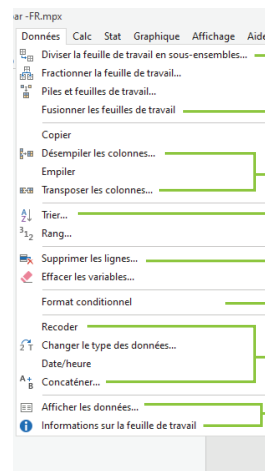 ar -FR.mpx
Données Calc Stat Graphique Affichage Aide
Diviser la feuille de travail en sous-ensembles...
Fractionner la feuille de travail...
Piles et feuilles de travail...
Fusionner les feuilles de travail
Copier
Désempiler les colonnes...
Empiler
Transposer les colonnes...
Trier...
Rang...
Supprimer les lignes...
Effacer les variables...
Format conditionnel
Recoder
Changer le type des données...
Date/heure
Concaténer...
Afficher les données...
Informations sur la feuille de travail